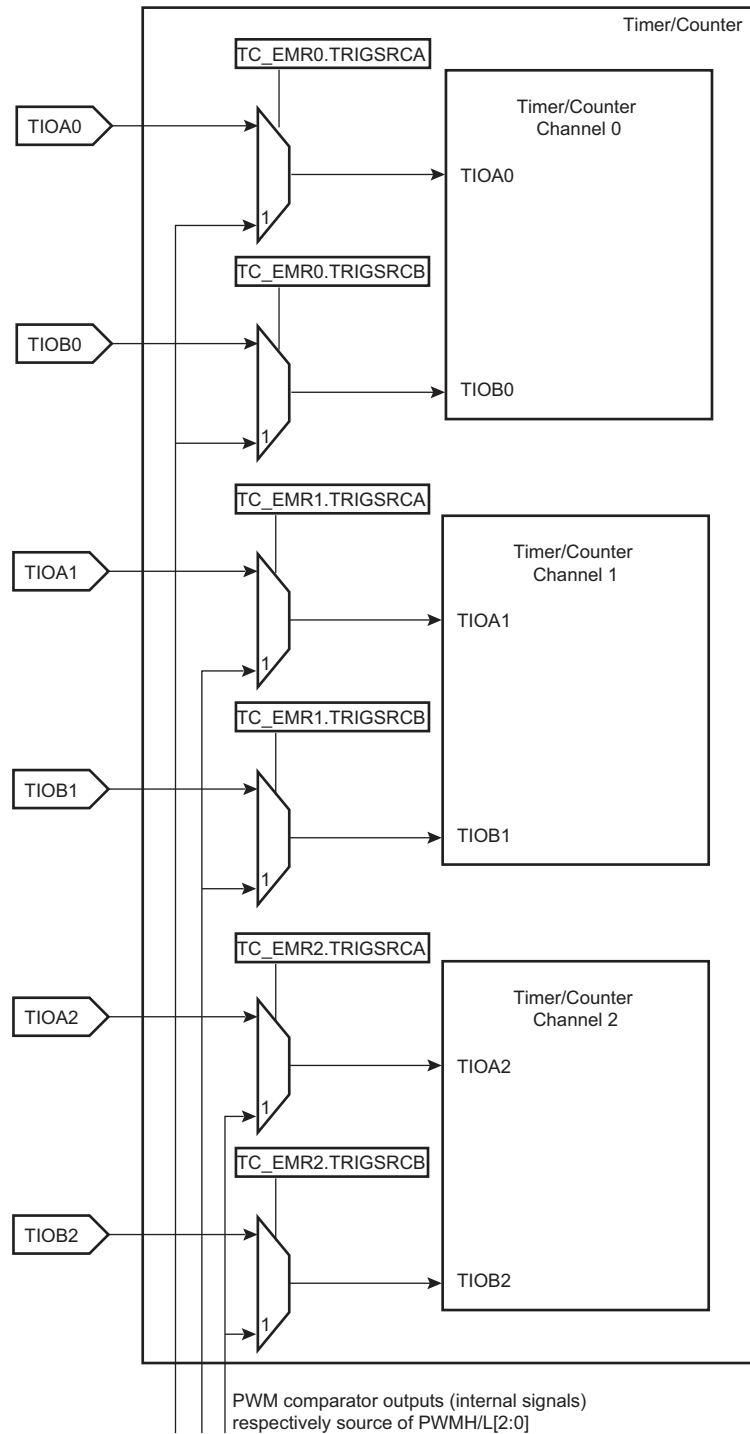 Timer/Counter
TC_EMR0.TRIGSRCA
TIOA0
Timer/Counter
Channel 0
TIOA0
1
TC_EMR0.TRIGSRCB
TIOB0
TIOB0
1
TC_EMR1.TRIGSRCA
TIOA1
Timer/Counter
Channel 1
TIOA1
1
TC_EMR1.TRIGSRCB
TIOB1
TIOB1
1
TC_EMR2.TRIGSRCA
TIOA2
Timer/Counter
Channel 2
TIOA2
1
TC_EMR2.TRIGSRCB
TIOB2
TIOB2
1
PWM comparator outputs (internal signals)
respectively source of PWMH/L[2:0]